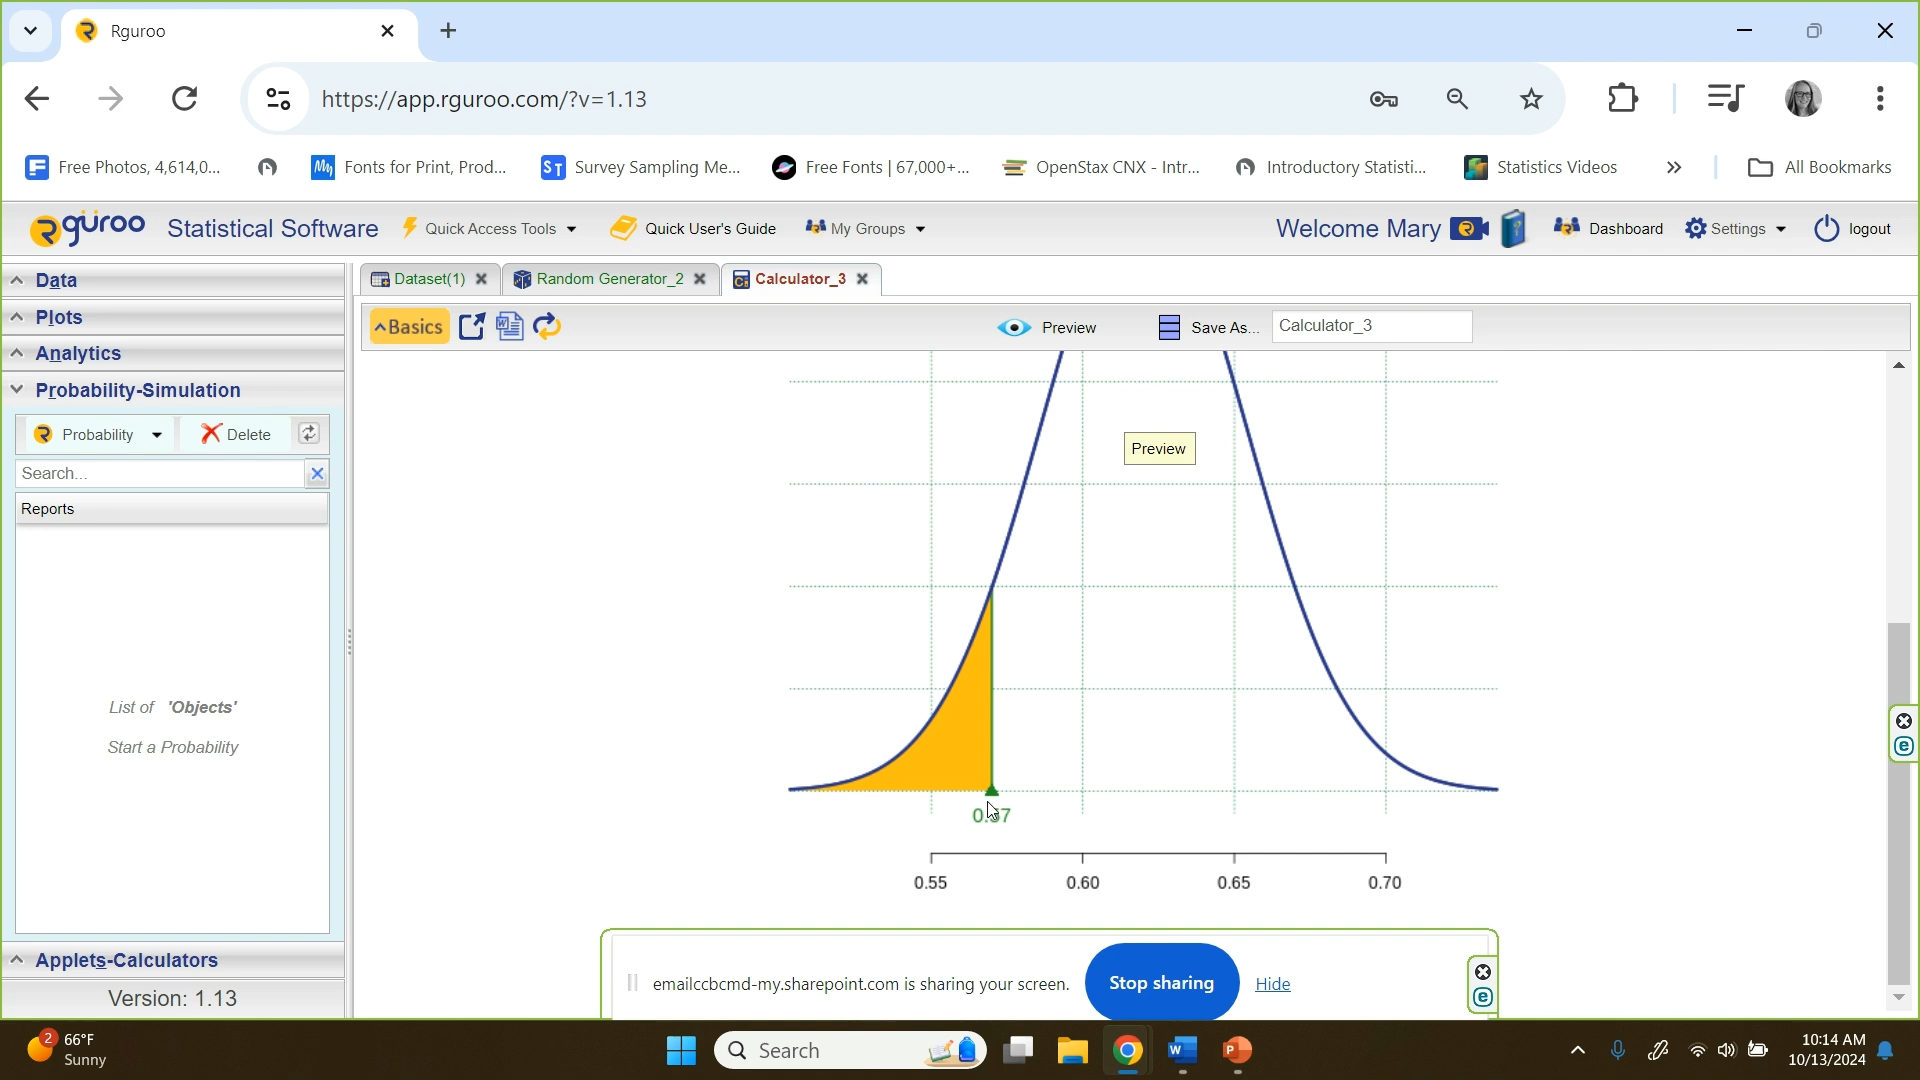 Rguroo
https://app.rguroo.com/?v=1.13
Free Photos, 4,614,0...
Fonts for Print, Prod...
Survey Sampling Me...
Free Fonts | 67,000+...
OpenStax CNX - Intr...
Introductory Statisti...
Statistics Videos
All Bookmarks
rgüroo Statistical Software
Quick Access Tools
Quick User's Guide
My Groups
Welcome Mary
Dashboard
Settings
logout
Data
Plots
Analytics
Probability-Simulation
Probability
Delete
Search...
Reports
List of 'Objects'
Start a Probability
Applets-Calculators
Version: 1.13
Dataset(1)
Random Generator_2
Calculator_3
Basics
Preview
Save As...
Calculator_3
Preview
0.55 0.60 0.65 0.70
emailccbcmd-my.sharepoint.com is sharing your screen.
Stop sharing
Hide
2
66°F
Sunny
Search
10:14 AM
10/13/2024